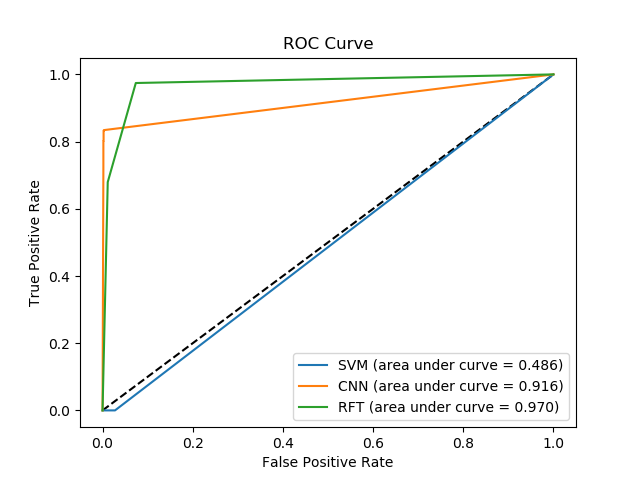 ROC Curve
1.0
0.8
0.6
0.4
0.2
0.0
True Positive Rate
SVM (area under curve = 0.486)
CNN (area under curve = 0.916)
RFT (area under curve = 0.970)
0.0 0.2 0.4 0.6 0.8 1.0
False Positive Rate